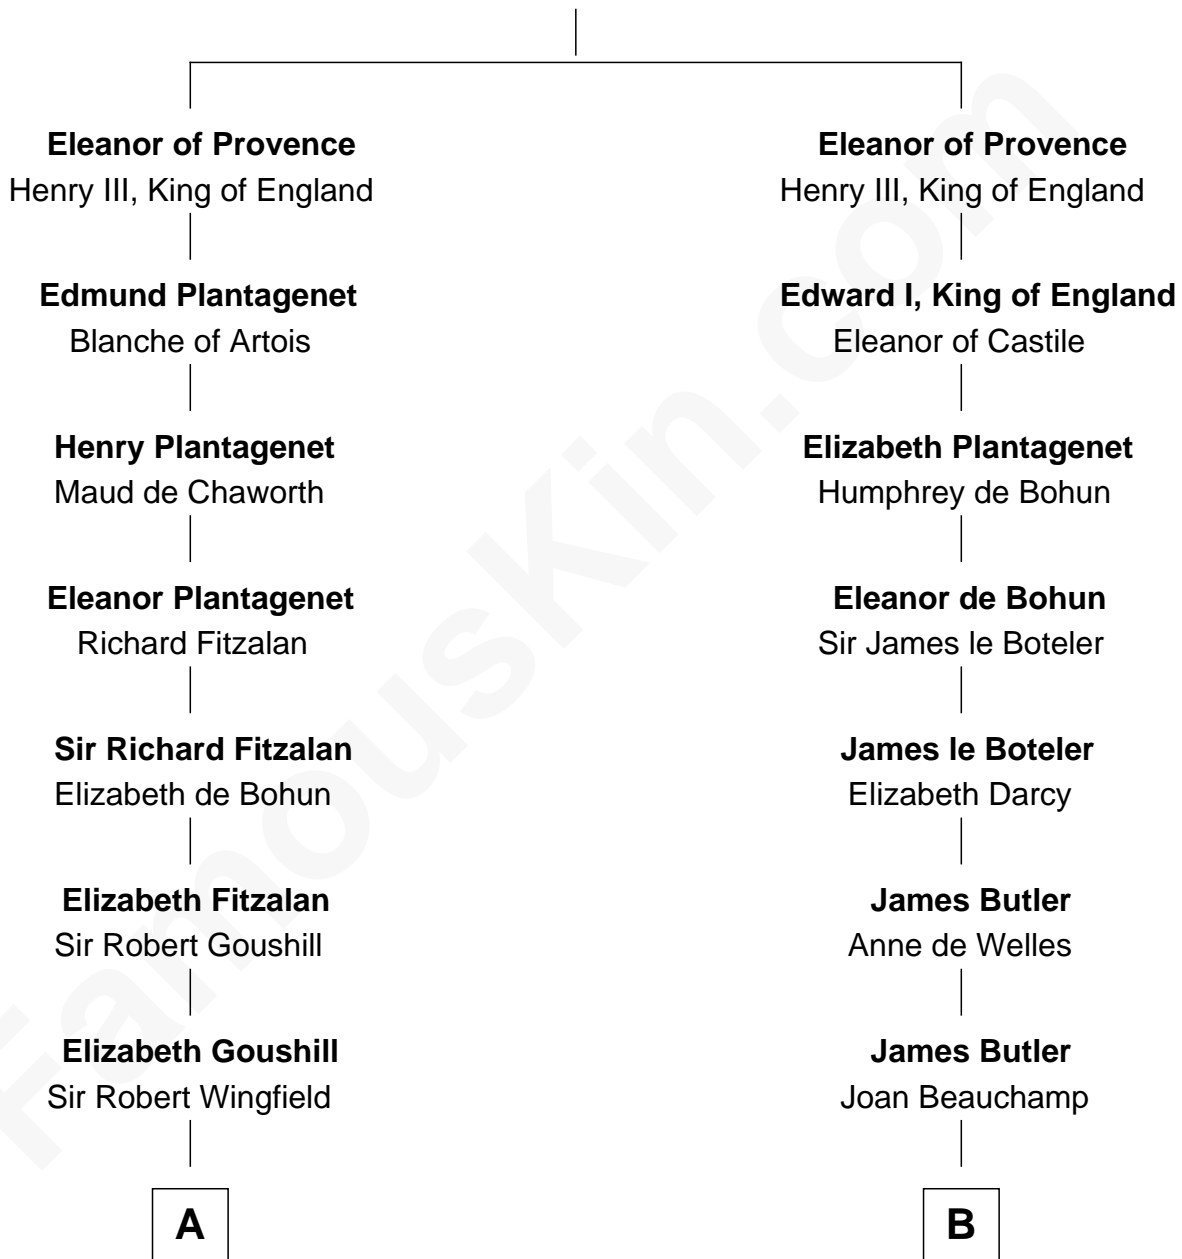 Eleanor of Provence
Henry III, King of England
Edmund Plantagenet
Blanche of Artois
Henry Plantagenet
Maud de Chaworth
Eleanor Plantagenet
Richard Fitzalan
Sir Richard Fitzalan
Elizabeth de Bohun
Elizabeth Fitzalan
Sir Robert Goushill
Elizabeth Goushill
Sir Robert Wingfield
A
Eleanor of Provence
Henry III, King of England
Edward I, King of England
Eleanor of Castile
Elizabeth Plantagenet
Humphrey de Bohun
Eleanor de Bohun
Sir James le Boteler
James le Boteler
Elizabeth Darcy
James Butler
Anne de Welles
James Butler
Joan Beauchamp
B
FamousKin.com